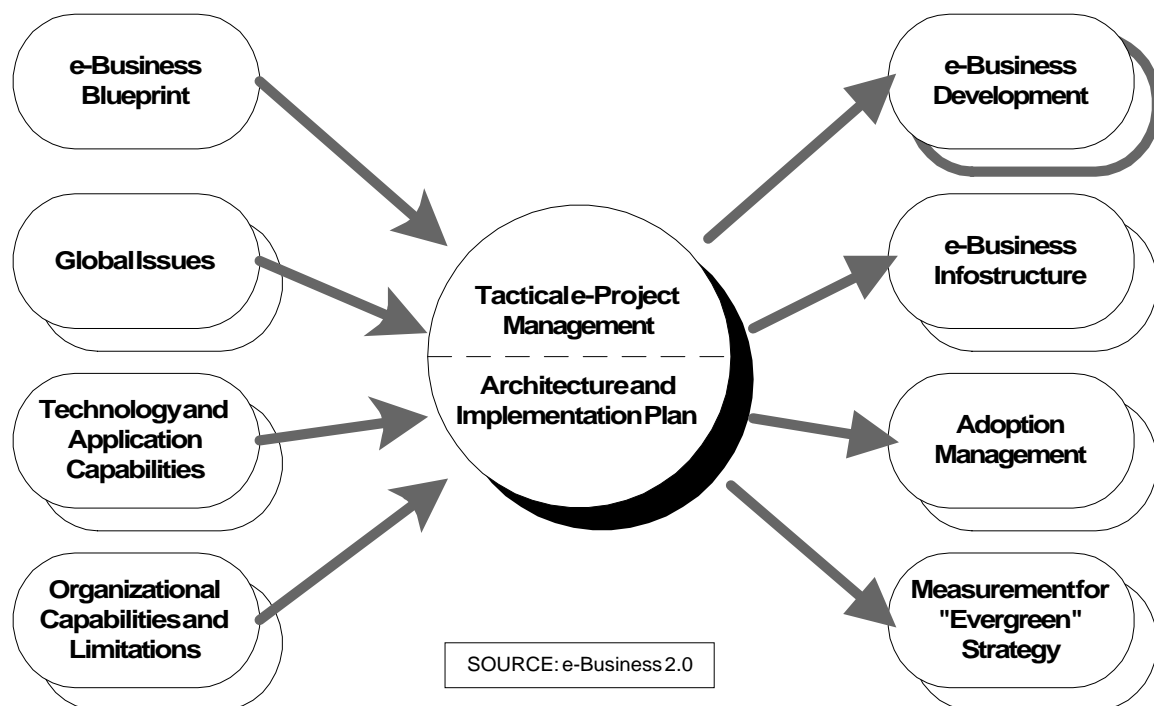 e-Business
Blueprint
Global Issues
Technology and
Application
Capabilities
Organizational
Capabilities and
Limitations
Tactical e-Project
Management
Architecture and
Implementation Plan
e-Business
Development
e-Business
Infostructure
Adoption
Management
Measurement for
"Evergreen"
Strategy
SOURCE: e-Business 2.0